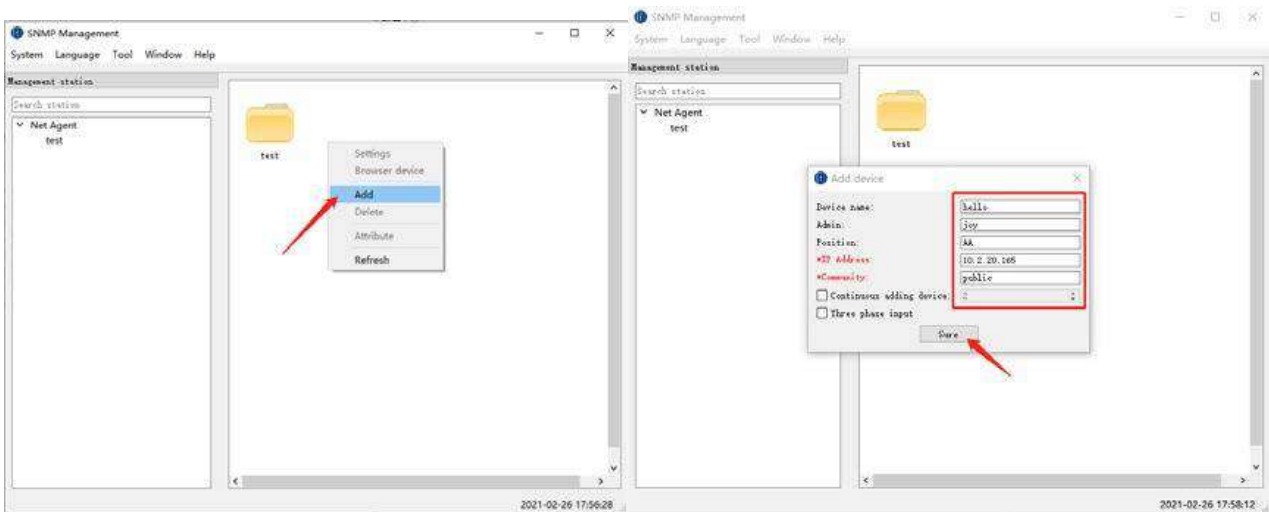 SNMP Management
System Language Tool Window Help
Management station
Search station
Net Agent
test
test
Settings
Browser device
Add
Delete
Attribute
Refresh
2021-02-26 17:56:28
SNMP Management
System Language Tool Window Help
Management station
Search station
Net Agent
test
test
Add device
Device name: hello
Admin: joy
Position: AA
*IP Address: 10.2.20.165
*Community: public
Continuous adding device: 2
Three phase input
Sure
2021-02-26 17:58:12